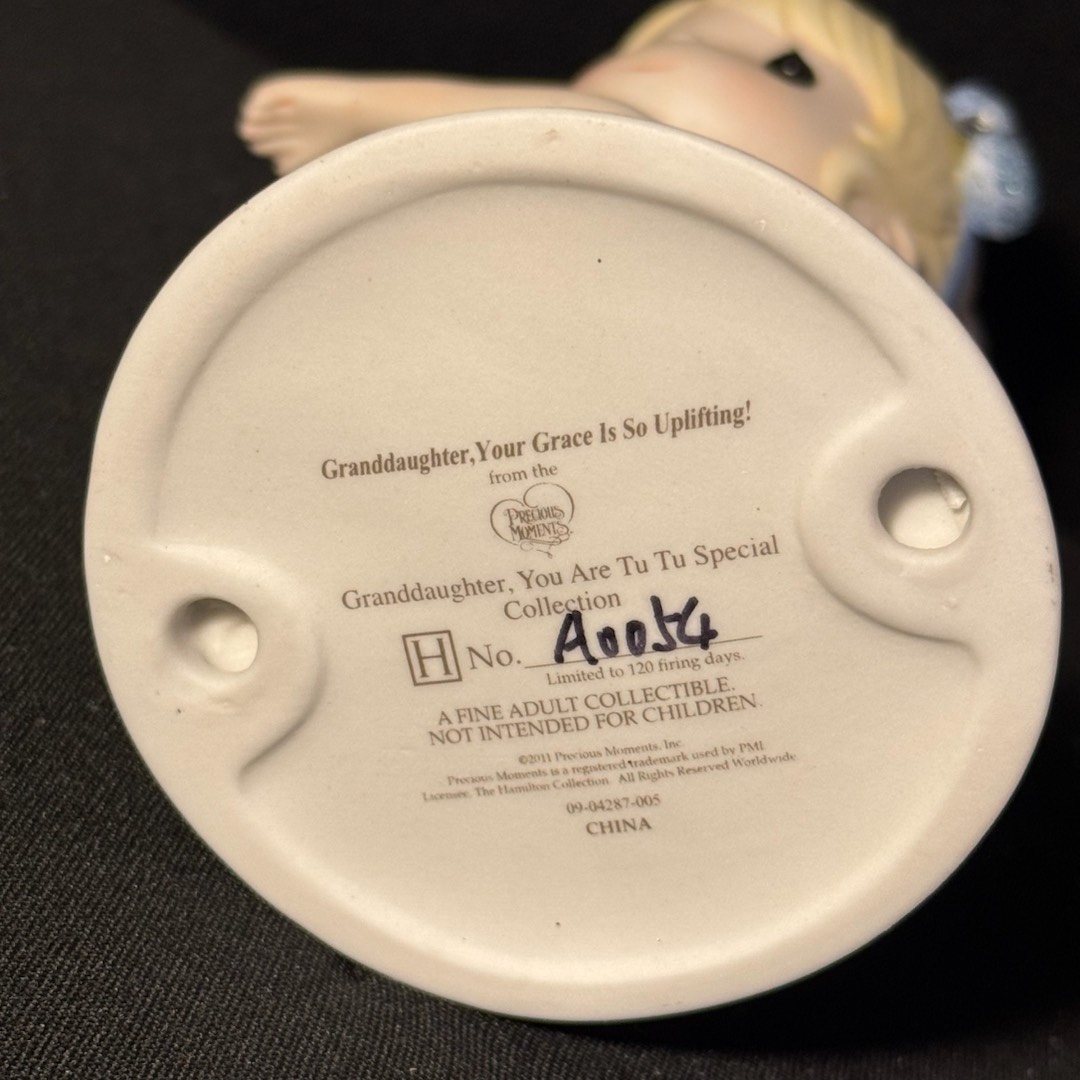 Granddaughter,Your Grace Is So Uplifting!
from the
PRECIOUS
MOMENTS
Granddaughter, You Are Tu Tu Special
Collection
H No. A0054
Limited to 120 firing days.
A FINE ADULT COLLECTIBLE.
NOT INTENDED FOR CHILDREN.
©2011 Precious Moments, Inc.
Precious Moments is a registered trademark used by PMI
Licensee, The Hamilton Collection. All Rights Reserved Worldwide
09-04287-005
CHINA